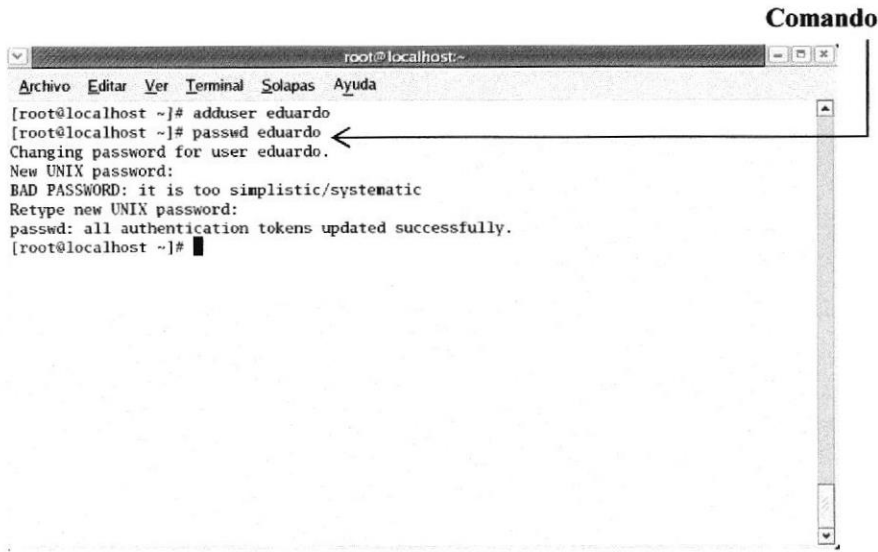 Comando
root@localhost:~
Archivo Editar Ver Terminal Solapas Ayuda
[root@localhost ~]# adduser eduardo
[root@localhost ~]# passwd eduardo
Changing password for user eduardo.
New UNIX password:
BAD PASSWORD: it is too simplistic/systematic
Retype new UNIX password:
passwd: all authentication tokens updated successfully.
[root@localhost ~]#